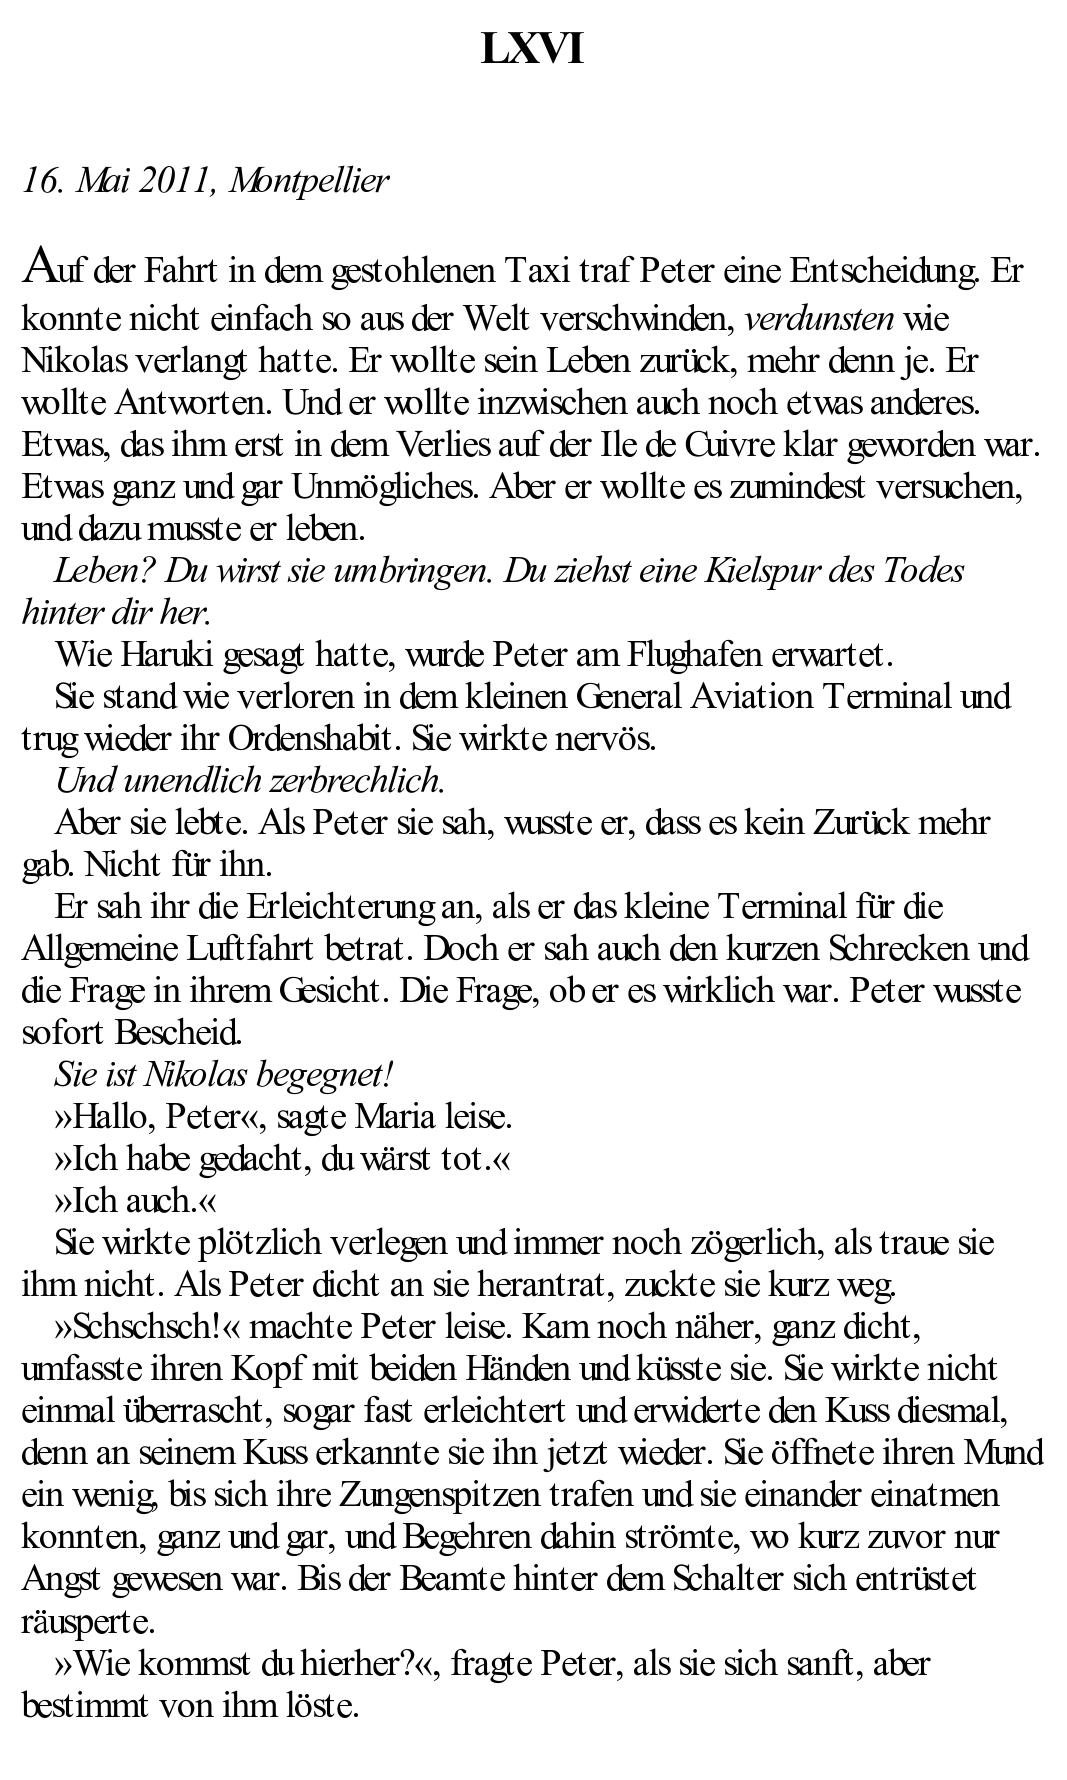 LXVI
16. Mai 2011, Montpellier
Auf der Fahrt in dem gestohlenen Taxi traf Peter eine Entscheidung. Er
konnte nicht einfach so aus der Welt verschwinden, verdunsten wie
Nikolas verlangt hatte. Er wollte sein Leben zurück, mehr denn je. Er
wollte Antworten. Und er wollte inzwischen auch noch etwas anderes.
Etwas, das ihm erst in dem Verlies auf der Ile de Cuivre klar geworden war.
Etwas ganz und gar Unmögliches. Aber er wollte es zumindest versuchen,
und dazu musste er leben.
Leben? Du wirst sie umbringen. Du ziehst eine Kielspur des Todes
hinter dir her.
Wie Haruki gesagt hatte, wurde Peter am Flughafen erwartet.
Sie stand wie verloren in dem kleinen General Aviation Terminal und
trug wieder ihr Ordenshabit. Sie wirkte nervös.
Und unendlich zerbrechlich.
Aber sie lebte. Als Peter sie sah, wusste er, dass es kein Zurück mehr
gab. Nicht für ihn.
Er sah ihr die Erleichterung an, als er das kleine Terminal für die
Allgemeine Luftfahrt betrat. Doch er sah auch den kurzen Schrecken und
die Frage in ihrem Gesicht. Die Frage, ob er es wirklich war. Peter wusste
sofort Bescheid.
Sie ist Nikolas begegnet!
»Hallo, Peter«, sagte Maria leise.
»Ich habe gedacht, du wärst tot.«
»Ich auch.«
Sie wirkte plötzlich verlegen und immer noch zögerlich, als traue sie
ihm nicht. Als Peter dicht an sie herantrat, zuckte sie kurz weg.
»Schschsch!« machte Peter leise. Kam noch näher, ganz dicht,
umfasste ihren Kopf mit beiden Händen und küsste sie. Sie wirkte nicht
einmal überrascht, sogar fast erleichtert und erwiderte den Kuss diesmal,
denn an seinem Kuss erkannte sie ihn jetzt wieder. Sie öffnete ihren Mund
ein wenig, bis sich ihre Zungenspitzen trafen und sie einander einatmen
konnten, ganz und gar, und Begehren dahin strömte, wo kurz zuvor nur
Angst gewesen war. Bis der Beamte hinter dem Schalter sich entrüstet
räusperte.
»Wie kommst du hierher?«, fragte Peter, als sie sich sanft, aber
bestimmt von ihm löste.